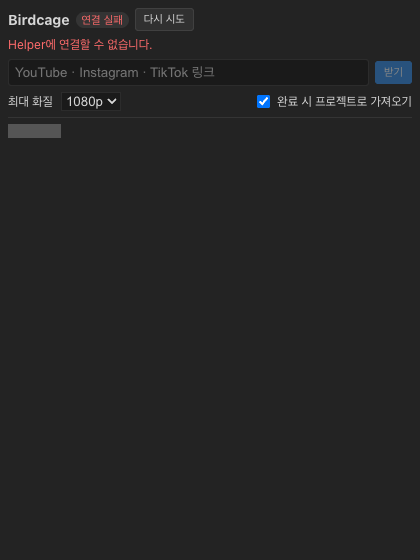 Birdcage 연결 실패 다시 시도
Helper에 연결할 수 없습니다.
YouTube · Instagram · TikTok 링크 받기
최대 화질 1080p 완료 시 프로젝트로 가져오기